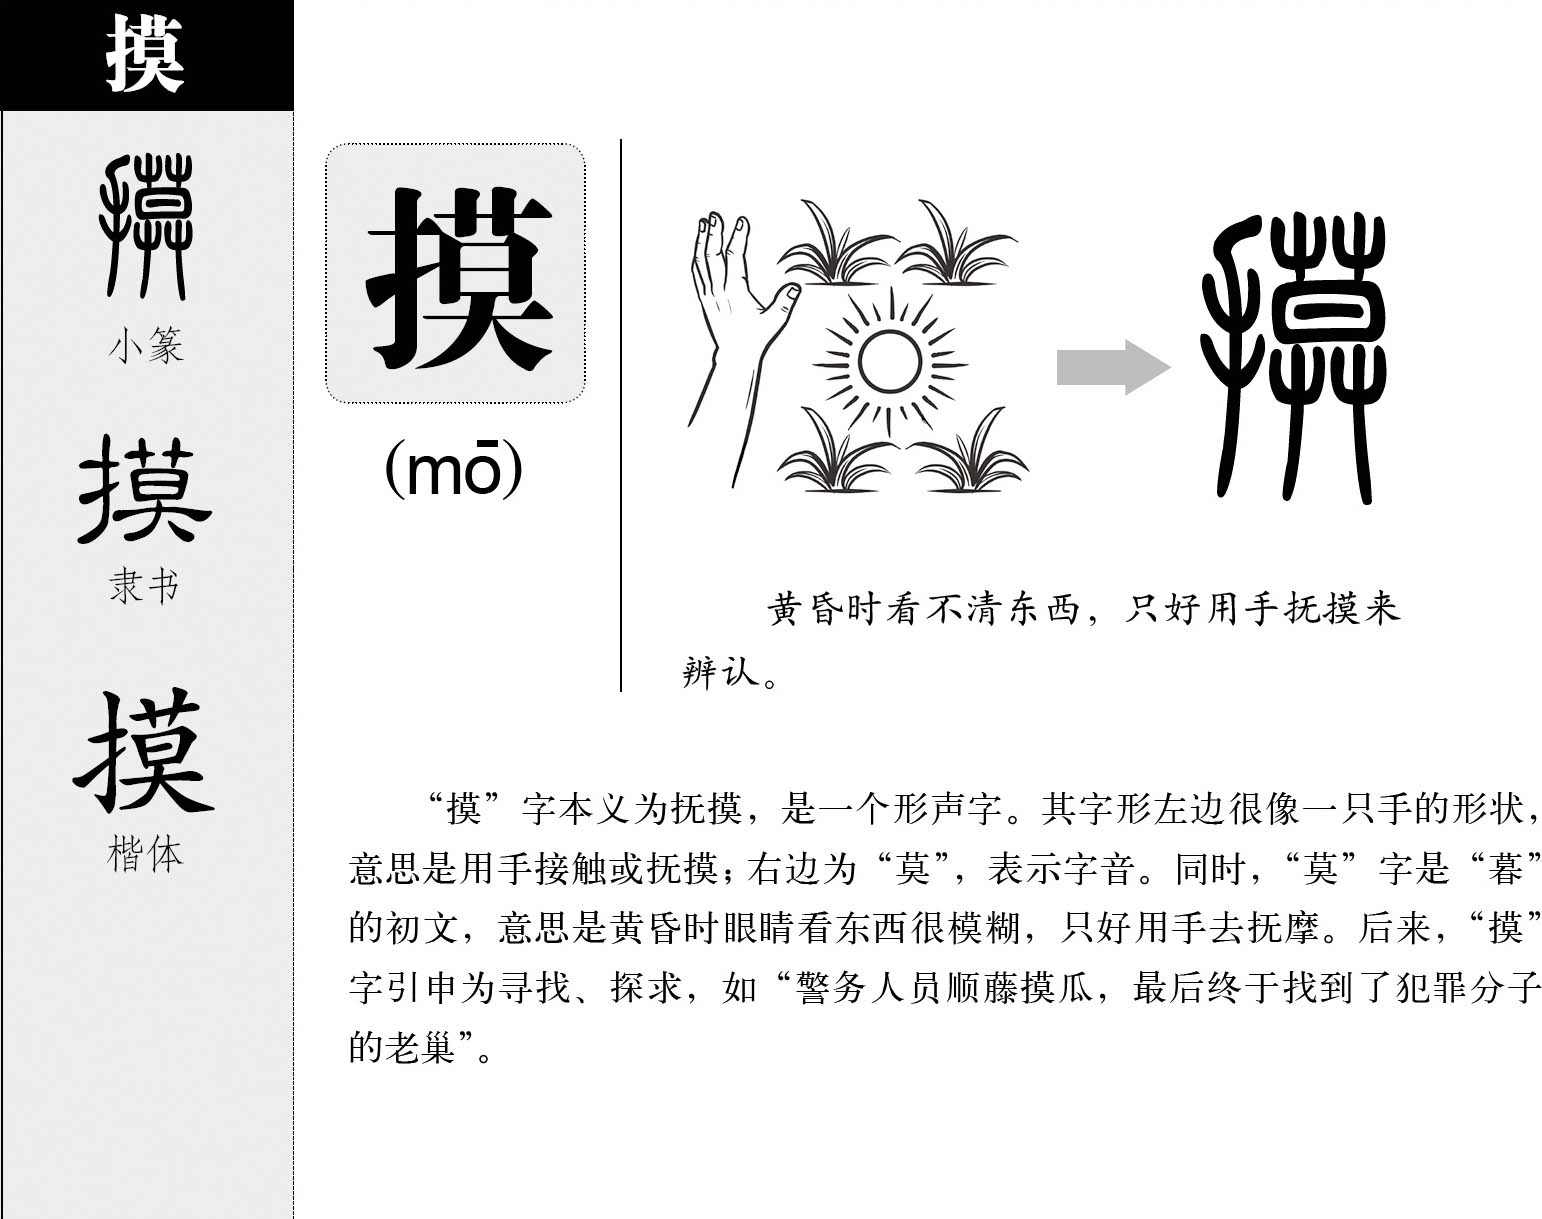 摸
摸
小篆
摸
隶书
摸
楷体
摸
(mō)
摸
黄昏时看不清东西，只好用手抚摸来
辨认。
“摸”字本义为抚摸，是一个形声字。其字形左边很像一只手的形状，
意思是用手接触或抚摸；右边为“莫”，表示字音。同时，“莫”字是“暮”
的初文，意思是黄昏时眼睛看东西很模糊，只好用手去抚摩。后来，“摸”
字引申为寻找、探求，如“警务人员顺藤摸瓜，最后终于找到了犯罪分子
的老巢”。